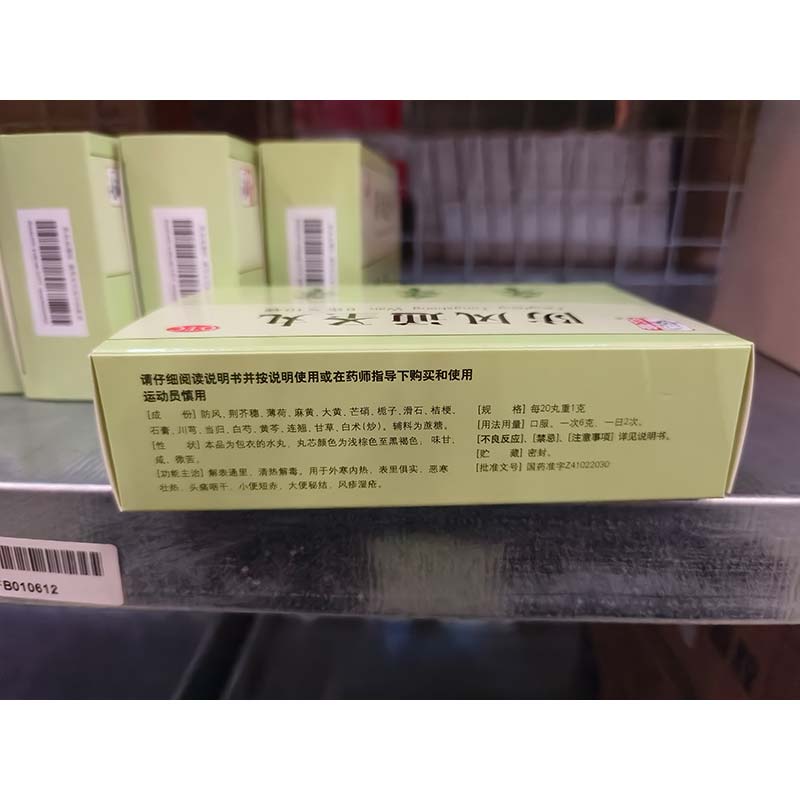 防风通圣丸
Fangfeng Tongsheng Wan
OTC
请仔细阅读说明书并按说明使用或在药师指导下购买和使用
运动员慎用
[成 份] 防风、荆芥穗、薄荷、麻黄、大黄、芒硝、栀子、滑石、桔梗、
石膏、川芎、当归、白芍、黄芩、连翘、甘草、白术(炒)。辅料为蔗糖。
[性 状] 本品为包衣的水丸,丸芯颜色为浅棕色至黑褐色,味甘、
咸、微苦。
[功能主治] 解表通里,清热解毒。用于外寒内热,表里俱实,恶寒
壮热,头痛咽干,小便短赤,大便秘结,风疹湿疮。
[规 格] 每20丸重1克
[用法用量] 口服。一次6克,一日2次。
[不良反应]、[禁忌]、[注意事项] 详见说明书。
[贮 藏] 密封。
[批准文号] 国药准字Z41022030
B010612